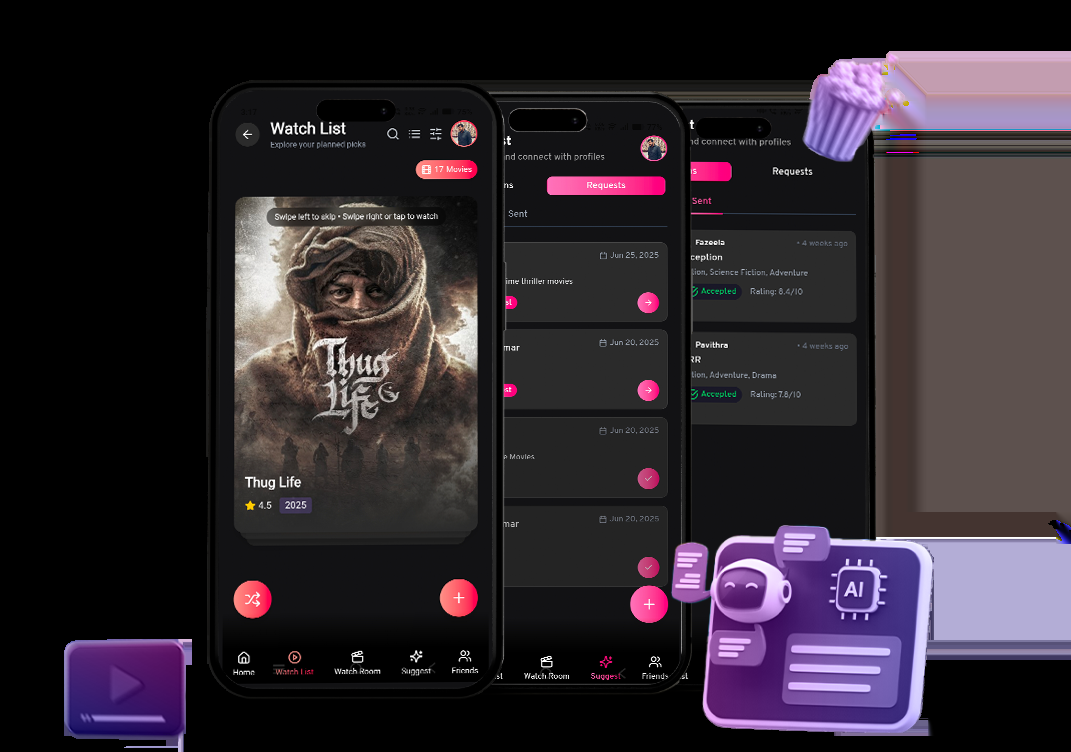 Watch List
Explore your planned picks
17 Movies
Swipe left to skip • Swipe right or tap to watch
Thug
Life
Thug Life
4.5 2025
Home
Watch List
Watch Room
Suggest
Friends
st
nd connect with profiles
ns
Requests
Sent
Jun 25, 2025
ime thriller movies
st
Jun 20, 2025
mar
st
Jun 20, 2025
e Movies
Jun 20, 2025
mar
st
Watch Room
Suggest
Friends
t
nd connect with profiles
s
Requests
Sent
Fazeela
• 4 weeks ago
ception
tion, Science Fiction, Adventure
Accepted
Rating: 8.4/10
Pavithra
• 4 weeks ago
RR
tion, Adventure, Drama
Accepted
Rating: 7.8/10
st
AI